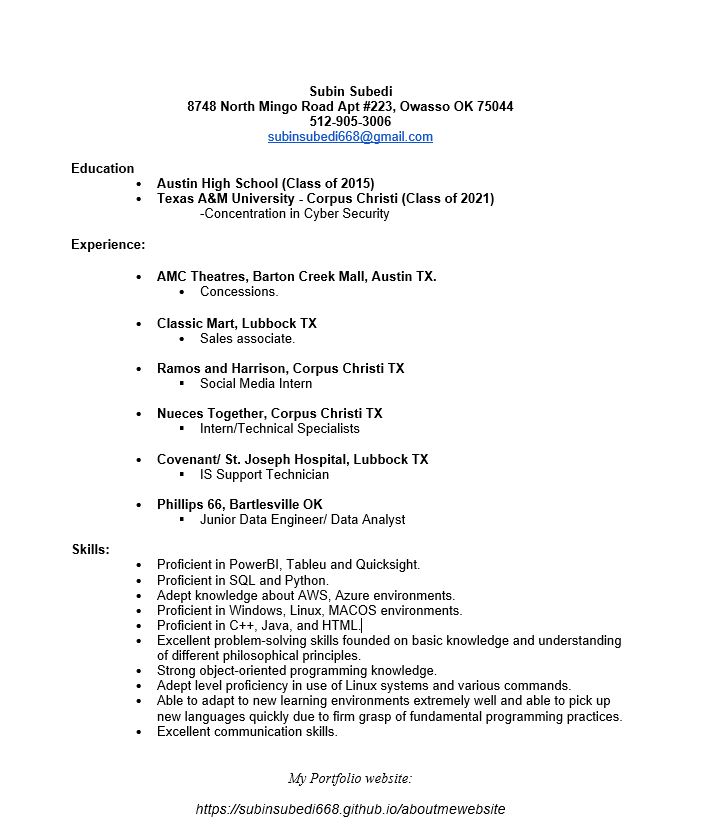 Subin Subedi
8748 North Mingo Road Apt #223, Owasso OK 75044
512-905-3006
subinsubedi668@gmail.com
Education
• Austin High School (Class of 2015)
• Texas A&M University - Corpus Christi (Class of 2021)
-Concentration in Cyber Security
Experience:
• AMC Theatres, Barton Creek Mall, Austin TX.
• Concessions.
• Classic Mart, Lubbock TX
• Sales associate.
• Ramos and Harrison, Corpus Christi TX
▪ Social Media Intern
• Nueces Together, Corpus Christi TX
▪ Intern/Technical Specialists
• Covenant/ St. Joseph Hospital, Lubbock TX
▪ IS Support Technician
• Phillips 66, Bartlesville OK
▪ Junior Data Engineer/ Data Analyst
Skills:
• Proficient in PowerBI, Tableu and Quicksight.
• Proficient in SQL and Python.
• Adept knowledge about AWS, Azure environments.
• Proficient in Windows, Linux, MACOS environments.
• Proficient in C++, Java, and HTML.
• Excellent problem-solving skills founded on basic knowledge and understanding
of different philosophical principles.
• Strong object-oriented programming knowledge.
• Adept level proficiency in use of Linux systems and various commands.
• Able to adapt to new learning environments extremely well and able to pick up
new languages quickly due to firm grasp of fundamental programming practices.
• Excellent communication skills.
My Portfolio website:
https://subinsubedi668.github.io/aboutmewebsite